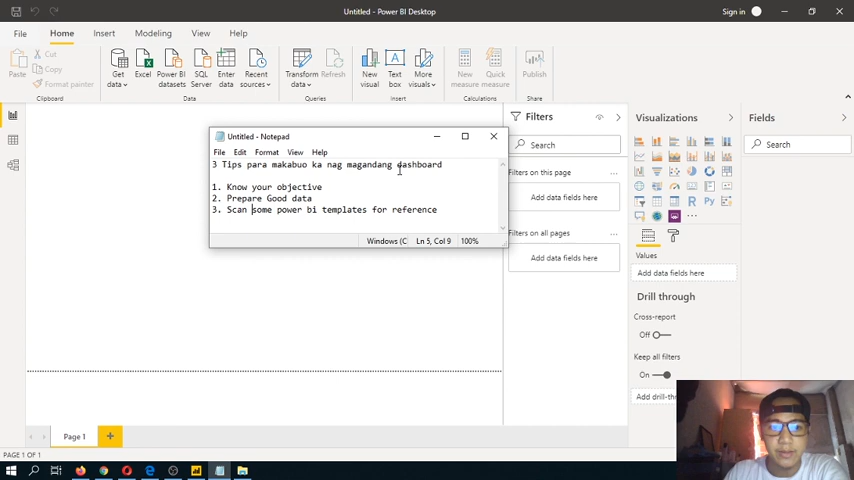 Untitled - Power BI Desktop
Sign in
File
Home
Insert
Modeling
View
Help
Paste
Cut
Copy
Format painter
Clipboard
Get data
Excel
Power BI datasets
SQL Server
Enter data
Recent sources
Data
Transform data
Refresh
Queries
New visual
Text box
More visuals
Insert
New measure
Quick measure
Calculations
Publish
Share
Untitled - Notepad
File Edit Format View Help
3 Tips para makabuo ka nag magandang dashboard
1. Know your objective
2. Prepare Good data
3. Scan some power bi templates for reference
Windows (C
Ln 5, Col 9
100%
Filters
Search
Filters on this page
Add data fields here
Filters on all pages
Add data fields here
Visualizations
R Py
Values
Add data fields here
Drill through
Cross-report
Off
Keep all filters
On
Add drill-th
Fields
Search
Page 1
PAGE 1 OF 1